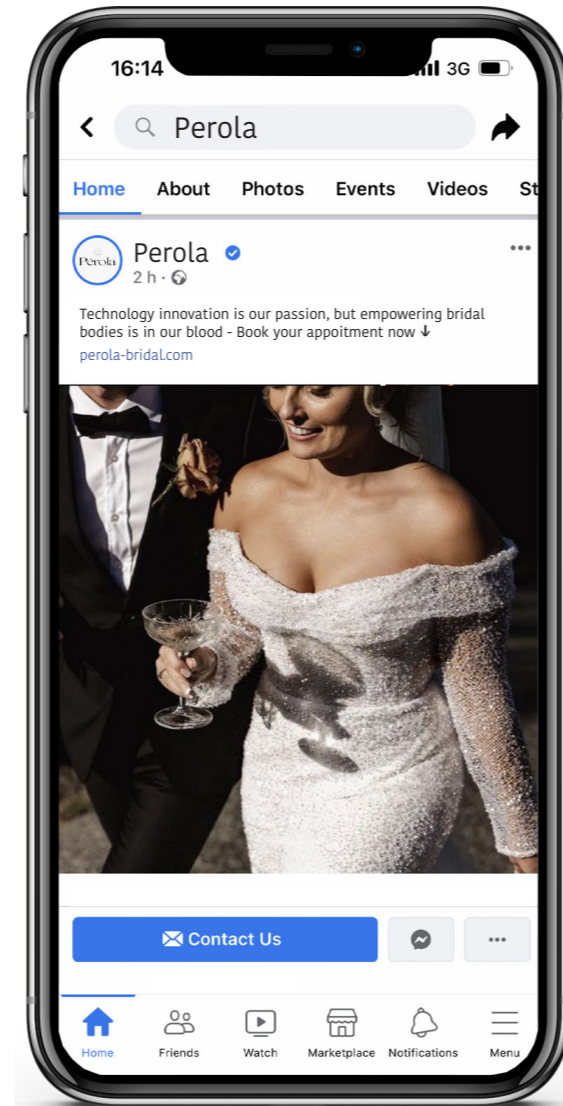 16:14 3G
Perola
Home About Photos Events Videos St
Perola
Perola
2 h ·
Technology innovation is our passion, but empowering bridal
bodies is in our blood - Book your appoitment now ↓
perola-bridal.com
Contact Us
Home Friends Watch Marketplace Notifications Menu